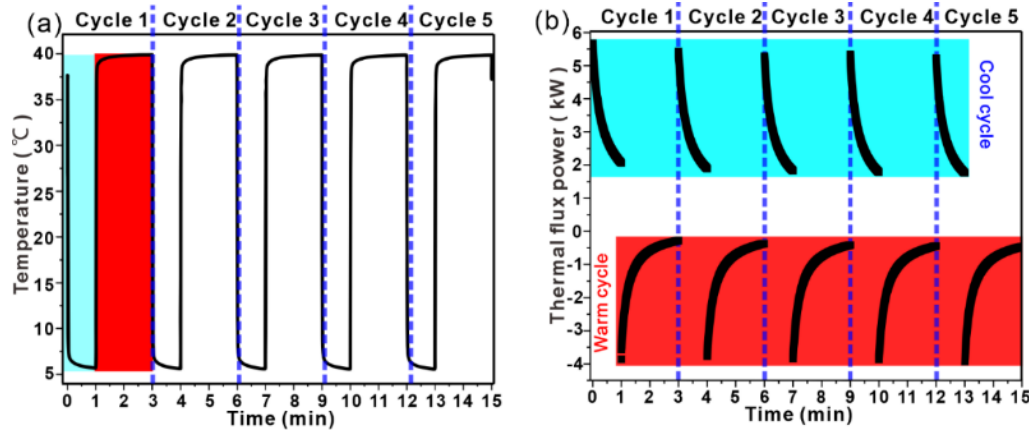 (a)
Cycle 1 Cycle 2 Cycle 3 Cycle 4 Cycle 5
Temperature ( °C )
40
35
30
25
20
15
10
5
0 1 2 3 4 5 6 7 8 9 10 11 12 13 14 15
Time (min)
(b)
Cycle 1 Cycle 2 Cycle 3 Cycle 4 Cycle 5
Thermal flux power ( kW )
6
5
4
3
2
1
0
-1
-2
-3
-4
Cool cycle
Warm cycle
0 1 2 3 4 5 6 7 8 9 10 11 12 13 14 15
Time (min)